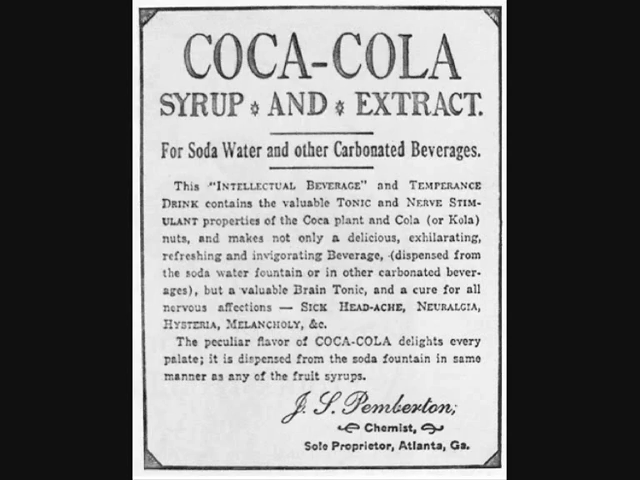 COCA-COLA
SYRUP * AND * EXTRACT.
For Soda Water and other Carbonated Beverages.
This "INTELLECTUAL BEVERAGE" and TEMPERANCE
DRINK contains the valuable TONIC and NERVE STIM-
ULANT properties of the Coca plant and Cola (or Kola)
nuts, and makes not only a delicious, exhilarating,
refreshing and invigorating Beverage, (dispensed from
the soda water fountain or in other carbonated bever-
ages), but a valuable Brain Tonic, and a cure for all
nervous affections — SICK HEAD-ACHE, NEURALGIA,
HYSTERIA, MELANCHOLY, &c.
The peculiar flavor of COCA-COLA delights every
palate; it is dispensed from the soda fountain in same
manner as any of the fruit syrups.
J. S. Pemberton;
Chemist,
Sole Proprietor, Atlanta, Ga.